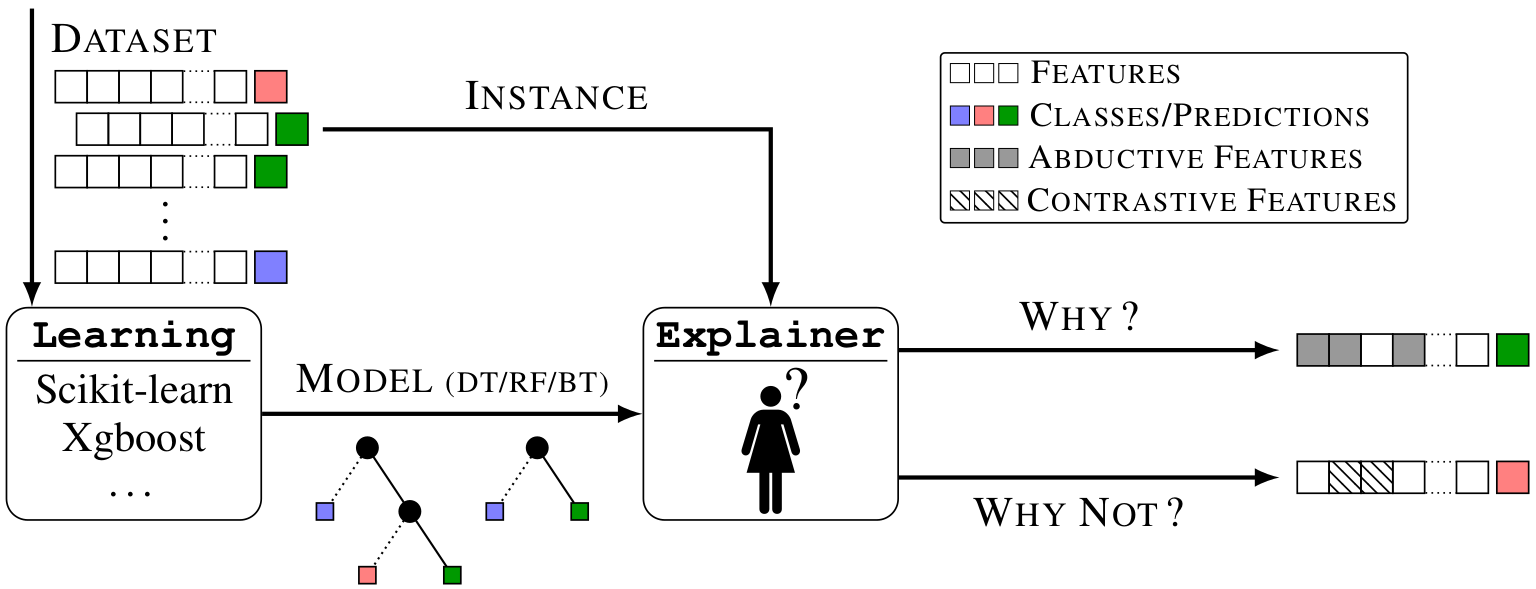 DATASET
INSTANCE
FEATURES
CLASSES/PREDICTIONS
ABDUCTIVE FEATURES
CONTRASTIVE FEATURES
Learning
Scikit-learn
Xgboost
...
MODEL (DT/RF/BT)
Explainer
?
WHY ?
WHY NOT ?